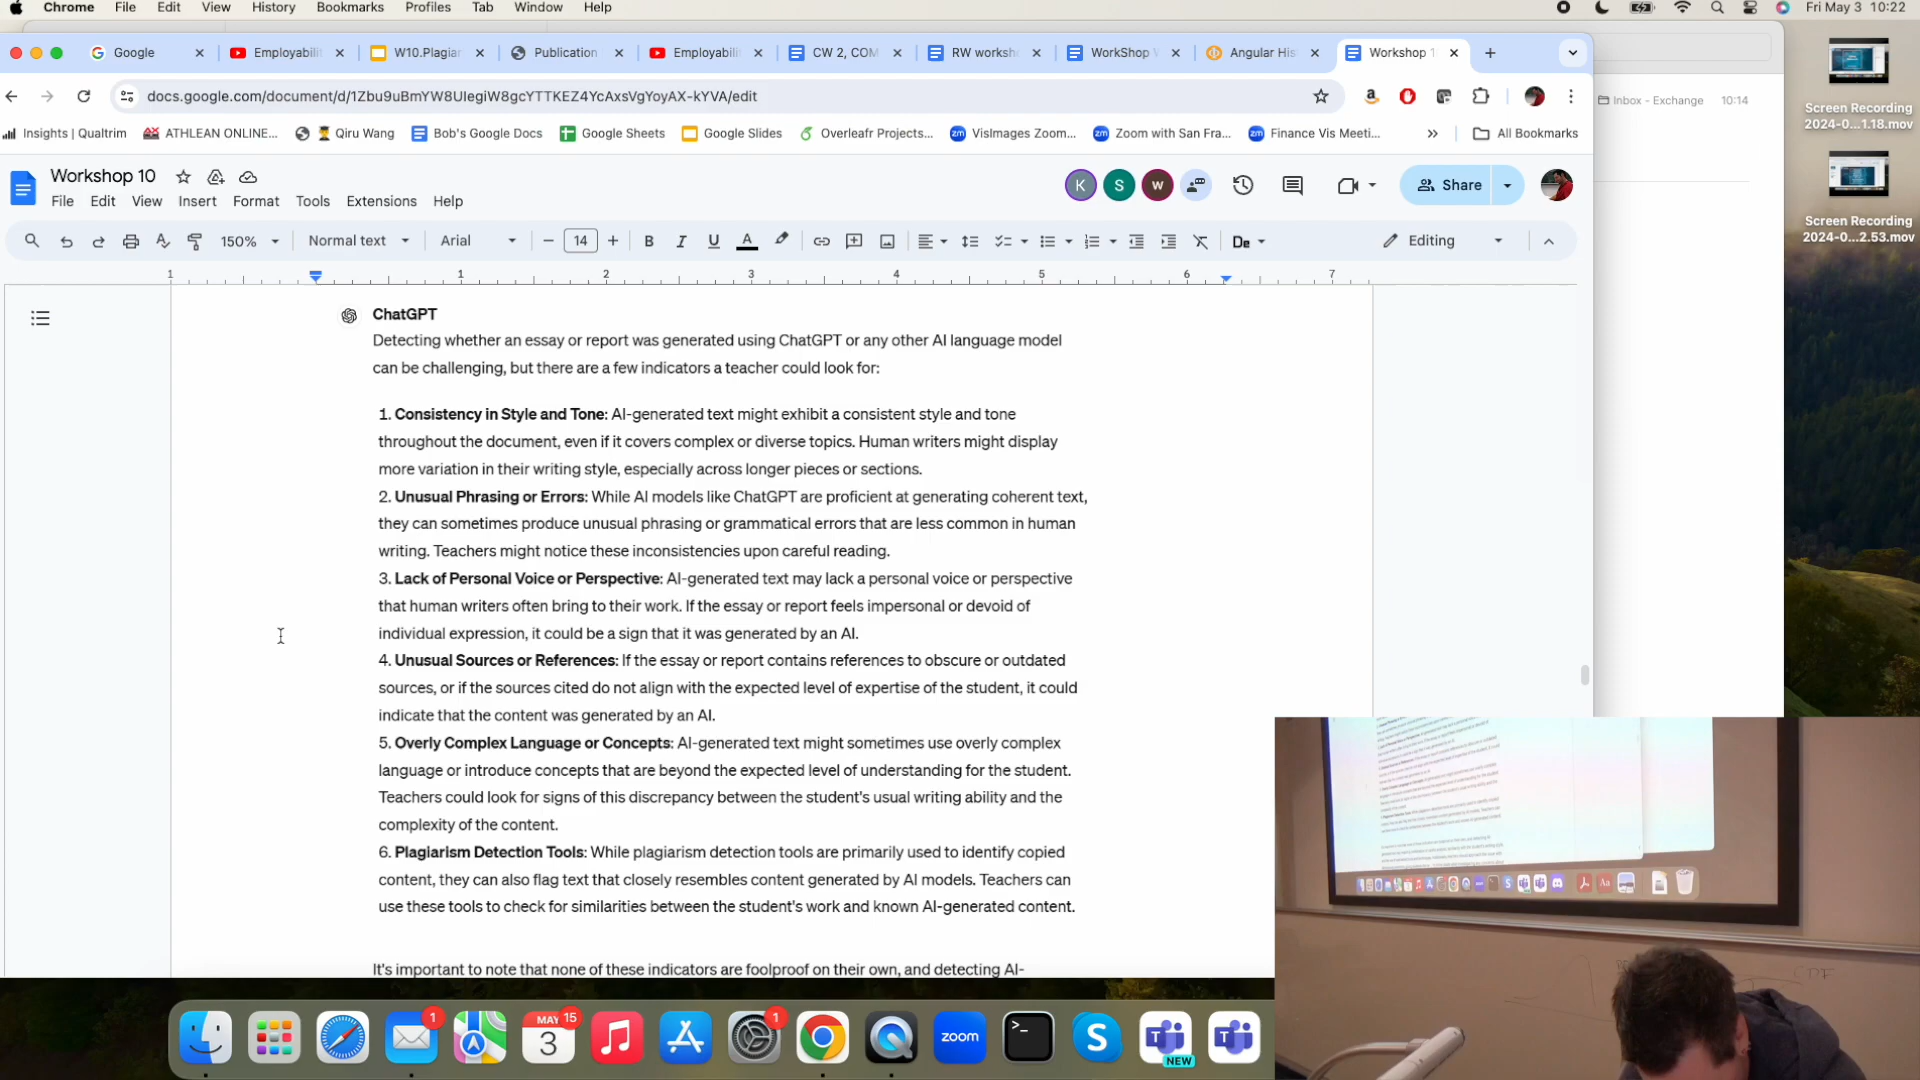 Chrome File Edit View History Bookmarks Profiles Tab Window Help Fri May 3 10:22
Google Employabili W10.Plagiar Publication Employabili CW 2, COM RW worksh WorkShop Angular His Workshop 1
docs.google.com/document/d/1Zbu9uBmYW8UIegiW8gcYTTKEZ4YcAxsVgYoyAX-kYVA/edit
Inbox - Exchange 10:14
Insights | Qualtrim ATHLEAN ONLINE... Qiru Wang Bob's Google Docs Google Sheets Google Slides Overleafr Projects... VisImages Zoom... Zoom with San Fra... Finance Vis Meeti... All Bookmarks
Screen Recording
2024-0...1.18.mov
Screen Recording
2024-0...2.53.mov
Workshop 10
K S W Share
File Edit View Insert Format Tools Extensions Help
150% Normal text Arial 14 B I U A De Editing
1 1 2 3 4 5 6 7
ChatGPT
Detecting whether an essay or report was generated using ChatGPT or any other AI language model
can be challenging, but there are a few indicators a teacher could look for:
1. Consistency in Style and Tone: AI-generated text might exhibit a consistent style and tone
throughout the document, even if it covers complex or diverse topics. Human writers might display
more variation in their writing style, especially across longer pieces or sections.
2. Unusual Phrasing or Errors: While AI models like ChatGPT are proficient at generating coherent text,
they can sometimes produce unusual phrasing or grammatical errors that are less common in human
writing. Teachers might notice these inconsistencies upon careful reading.
3. Lack of Personal Voice or Perspective: AI-generated text may lack a personal voice or perspective
that human writers often bring to their work. If the essay or report feels impersonal or devoid of
individual expression, it could be a sign that it was generated by an AI.
4. Unusual Sources or References: If the essay or report contains references to obscure or outdated
sources, or if the sources cited do not align with the expected level of expertise of the student, it could
indicate that the content was generated by an AI.
5. Overly Complex Language or Concepts: AI-generated text might sometimes use overly complex
language or introduce concepts that are beyond the expected level of understanding for the student.
Teachers could look for signs of this discrepancy between the student's usual writing ability and the
complexity of the content.
6. Plagiarism Detection Tools: While plagiarism detection tools are primarily used to identify copied
content, they can also flag text that closely resembles content generated by AI models. Teachers can
use these tools to check for similarities between the student's work and known AI-generated content.
It's important to note that none of these indicators are foolproof on their own, and detecting AI-
1 MAY 15 3 1 zoom NEW